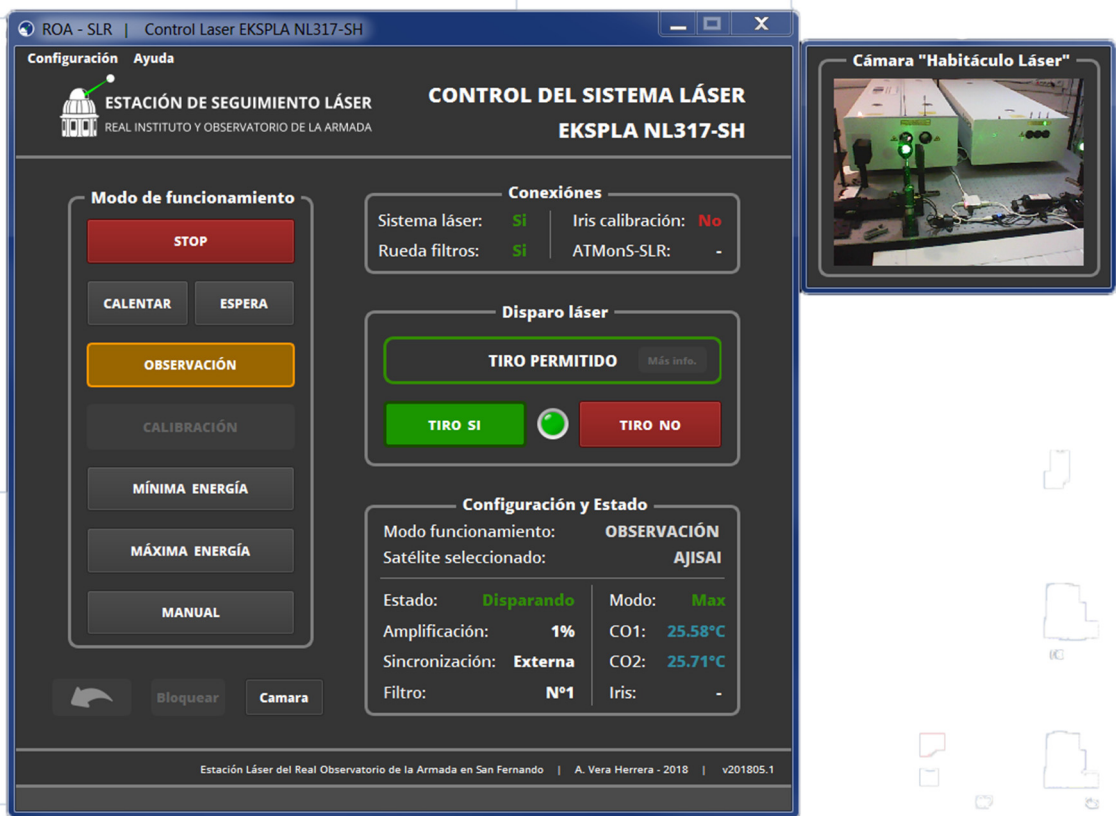 ROA - SLR | Control Laser EKSPLA NL317-SH
Configuración Ayuda
ESTACIÓN DE SEGUIMIENTO LÁSER
REAL INSTITUTO Y OBSERVATORIO DE LA ARMADA
CONTROL DEL SISTEMA LÁSER
EKSPLA NL317-SH
Modo de funcionamiento
STOP
CALENTAR ESPERA
OBSERVACIÓN
CALIBRACIÓN
MÍNIMA ENERGÍA
MÁXIMA ENERGÍA
MANUAL
Bloquear Camara
Conexiónes
Sistema láser: Si Iris calibración: No
Rueda filtros: Si ATMonS-SLR: -
Disparo láser
TIRO PERMITIDO Más info.
TIRO SI TIRO NO
Configuración y Estado
Modo funcionamiento: OBSERVACIÓN
Satélite seleccionado: AJISAI
Estado: Disparando Modo: Max
Amplificación: 1% CO1: 25.58°C
Sincronización: Externa CO2: 25.71°C
Filtro: Nº1 Iris: -
Estación Láser del Real Observatorio de la Armada en San Fernando | A. Vera Herrera - 2018 | v201805.1
Cámara "Habitáculo Láser"